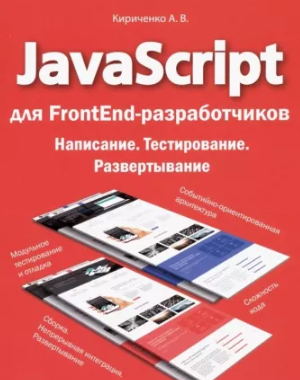 Кириченко А. В.
JavaScript
для FrontEnd-разработчиков
Написание. Тестирование.
Развертывание
Событийно-ориентированная
архитектура
Модульное
тестирование
и отладка
Сложность
кода
Сборка.
Непрерывная интеграция.
Развертывание